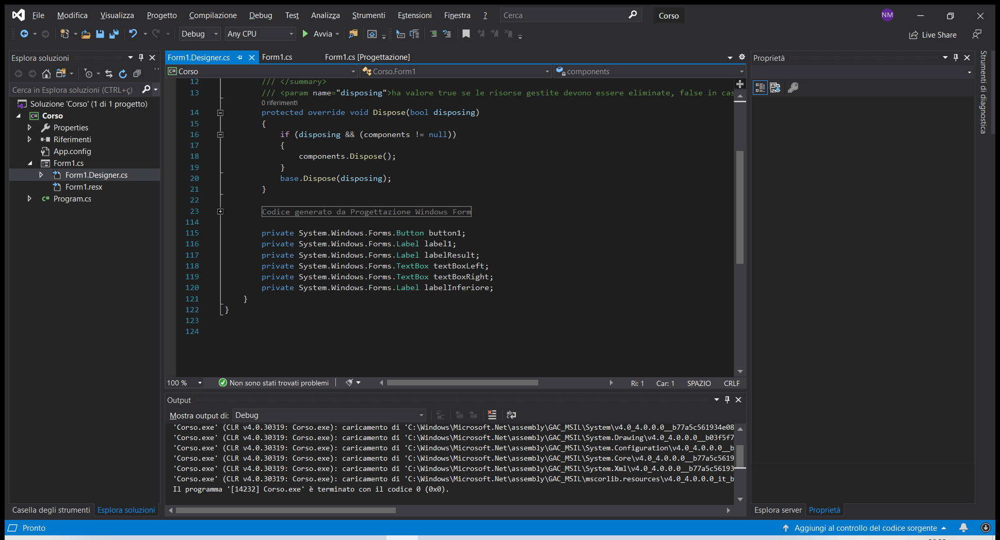 File Modifica Visualizza Progetto Compilazione Debug Test Analizza Strumenti Estensioni Finestra ? Cerca Corso NM
Debug Any CPU Avvia Live Share
Esplora soluzioni
Cerca in Esplora soluzioni (CTRL+ç)
Soluzione 'Corso' (1 di 1 progetto)
C# Corso
Properties
Riferimenti
App.config
Form1.cs
Form1.Designer.cs
Form1.resx
C# Program.cs
Casella degli strumenti Esplora soluzioni
Form1.Designer.cs Form1.cs Form1.cs [Progettazione]
C# Corso Corso.Form1 components
12 /// </summary>
13 /// <param name="disposing">ha valore true se le risorse gestite devono essere eliminate, false in cas
0 riferimenti
14 protected override void Dispose(bool disposing)
15 {
16 if (disposing && (components != null))
17 {
18 components.Dispose();
19 }
20 base.Dispose(disposing);
21 }
22
23 Codice generato da Progettazione Windows Form
114
115 private System.Windows.Forms.Button button1;
116 private System.Windows.Forms.Label label1;
117 private System.Windows.Forms.Label labelResult;
118 private System.Windows.Forms.TextBox textBoxLeft;
119 private System.Windows.Forms.TextBox textBoxRight;
120 private System.Windows.Forms.Label labelInferiore;
121 }
122 }
123
124
100 % Non sono stati trovati problemi Ri: 1 Car: 1 SPAZIO CRLF
Output
Mostra output di: Debug
'Corso.exe' (CLR v4.0.30319: Corso.exe): caricamento di 'C:\Windows\Microsoft.Net\assembly\GAC_MSIL\System\v4.0_4.0.0.0__b77a5c561934e08
'Corso.exe' (CLR v4.0.30319: Corso.exe): caricamento di 'C:\Windows\Microsoft.Net\assembly\GAC_MSIL\System.Drawing\v4.0_4.0.0.0__b03f5f7
'Corso.exe' (CLR v4.0.30319: Corso.exe): caricamento di 'C:\Windows\Microsoft.Net\assembly\GAC_MSIL\System.Configuration\v4.0_4.0.0.0__b
'Corso.exe' (CLR v4.0.30319: Corso.exe): caricamento di 'C:\Windows\Microsoft.Net\assembly\GAC_MSIL\System.Core\v4.0_4.0.0.0__b77a5c5619
'Corso.exe' (CLR v4.0.30319: Corso.exe): caricamento di 'C:\Windows\Microsoft.Net\assembly\GAC_MSIL\System.Xml\v4.0_4.0.0.0__b77a5c56193
'Corso.exe' (CLR v4.0.30319: Corso.exe): caricamento di 'C:\Windows\Microsoft.Net\assembly\GAC_MSIL\mscorlib.resources\v4.0_4.0.0.0_it_b
Il programma '[14232] Corso.exe' è terminato con il codice 0 (0x0).
Proprietà
Esplora server Proprietà
Strumenti di diagnostica
Pronto Aggiungi al controllo del codice sorgente